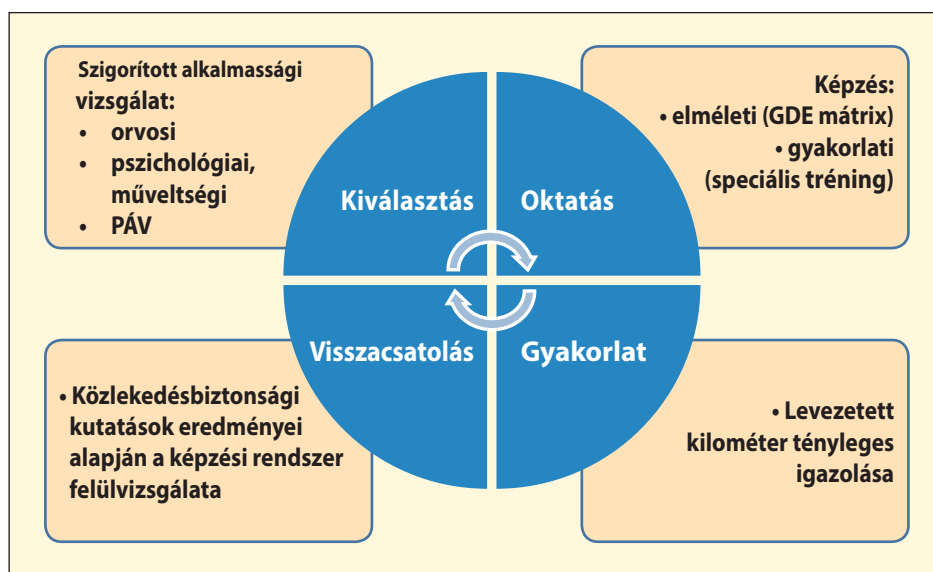 Szigorított alkalmassági
vizsgálat:
• orvosi
• pszichológiai,
műveltségi
• PÁV
Képzés:
• elméleti (GDE mátrix)
• gyakorlati
(speciális tréning)
Kiválasztás
Oktatás
Visszacsatolás
Gyakorlat
• Közlekedésbiztonsági
kutatások eredményei
alapján a képzési rendszer
felülvizsgálata
• Levezetett
kilométer tényleges
igazolása